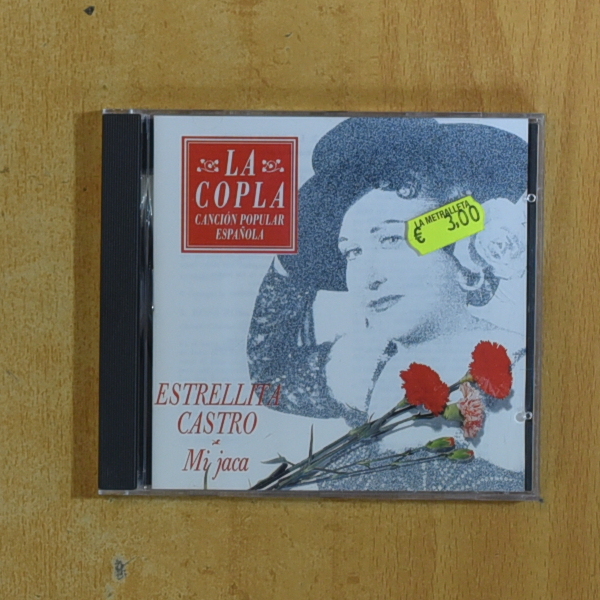 LA
COPLA
CANCIÓN POPULAR
ESPAÑOLA
LA METRALLETA
€ 3,00
ESTRELLITA
CASTRO
Mi jaca